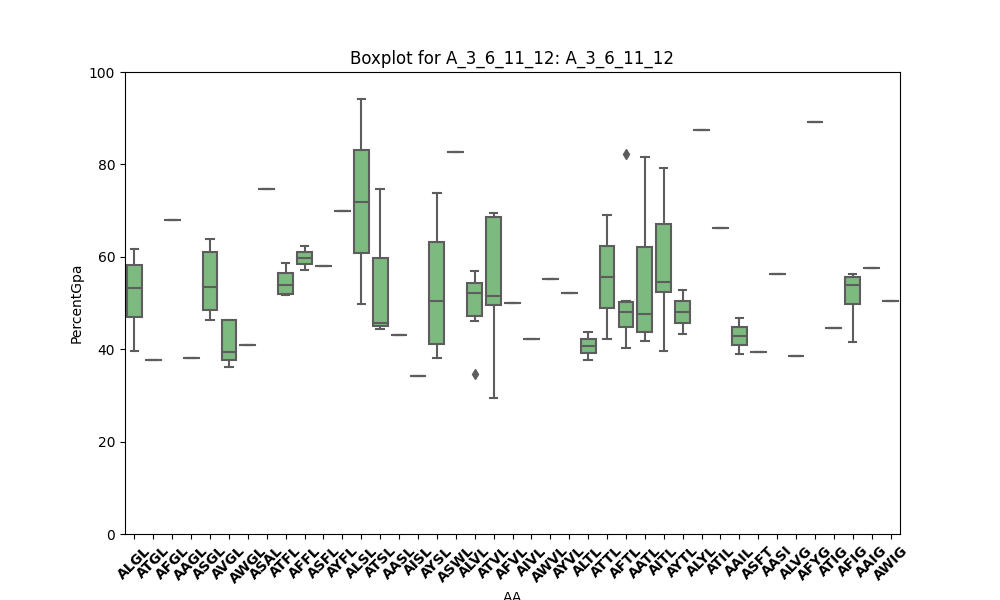 Boxplot for A_3_6_11_12: A_3_6_11_12
PercentGpa
100
80
60
40
20
0
ALGL ATGL AFGL AAGL ASGL AVGL AWGL ASAL ATFL AFFL ASFL AYFL ALSL ATSL AASL AISL AYSL ASWL ALVL ATVL AFVL AIVL AWVL AYVL ALTL ATTL AFTL AATL AITL AYTL ALYL ATIL AAIL ASFT AASI ALVG AFYG ATIG AFIG AAIG AWIG
AA